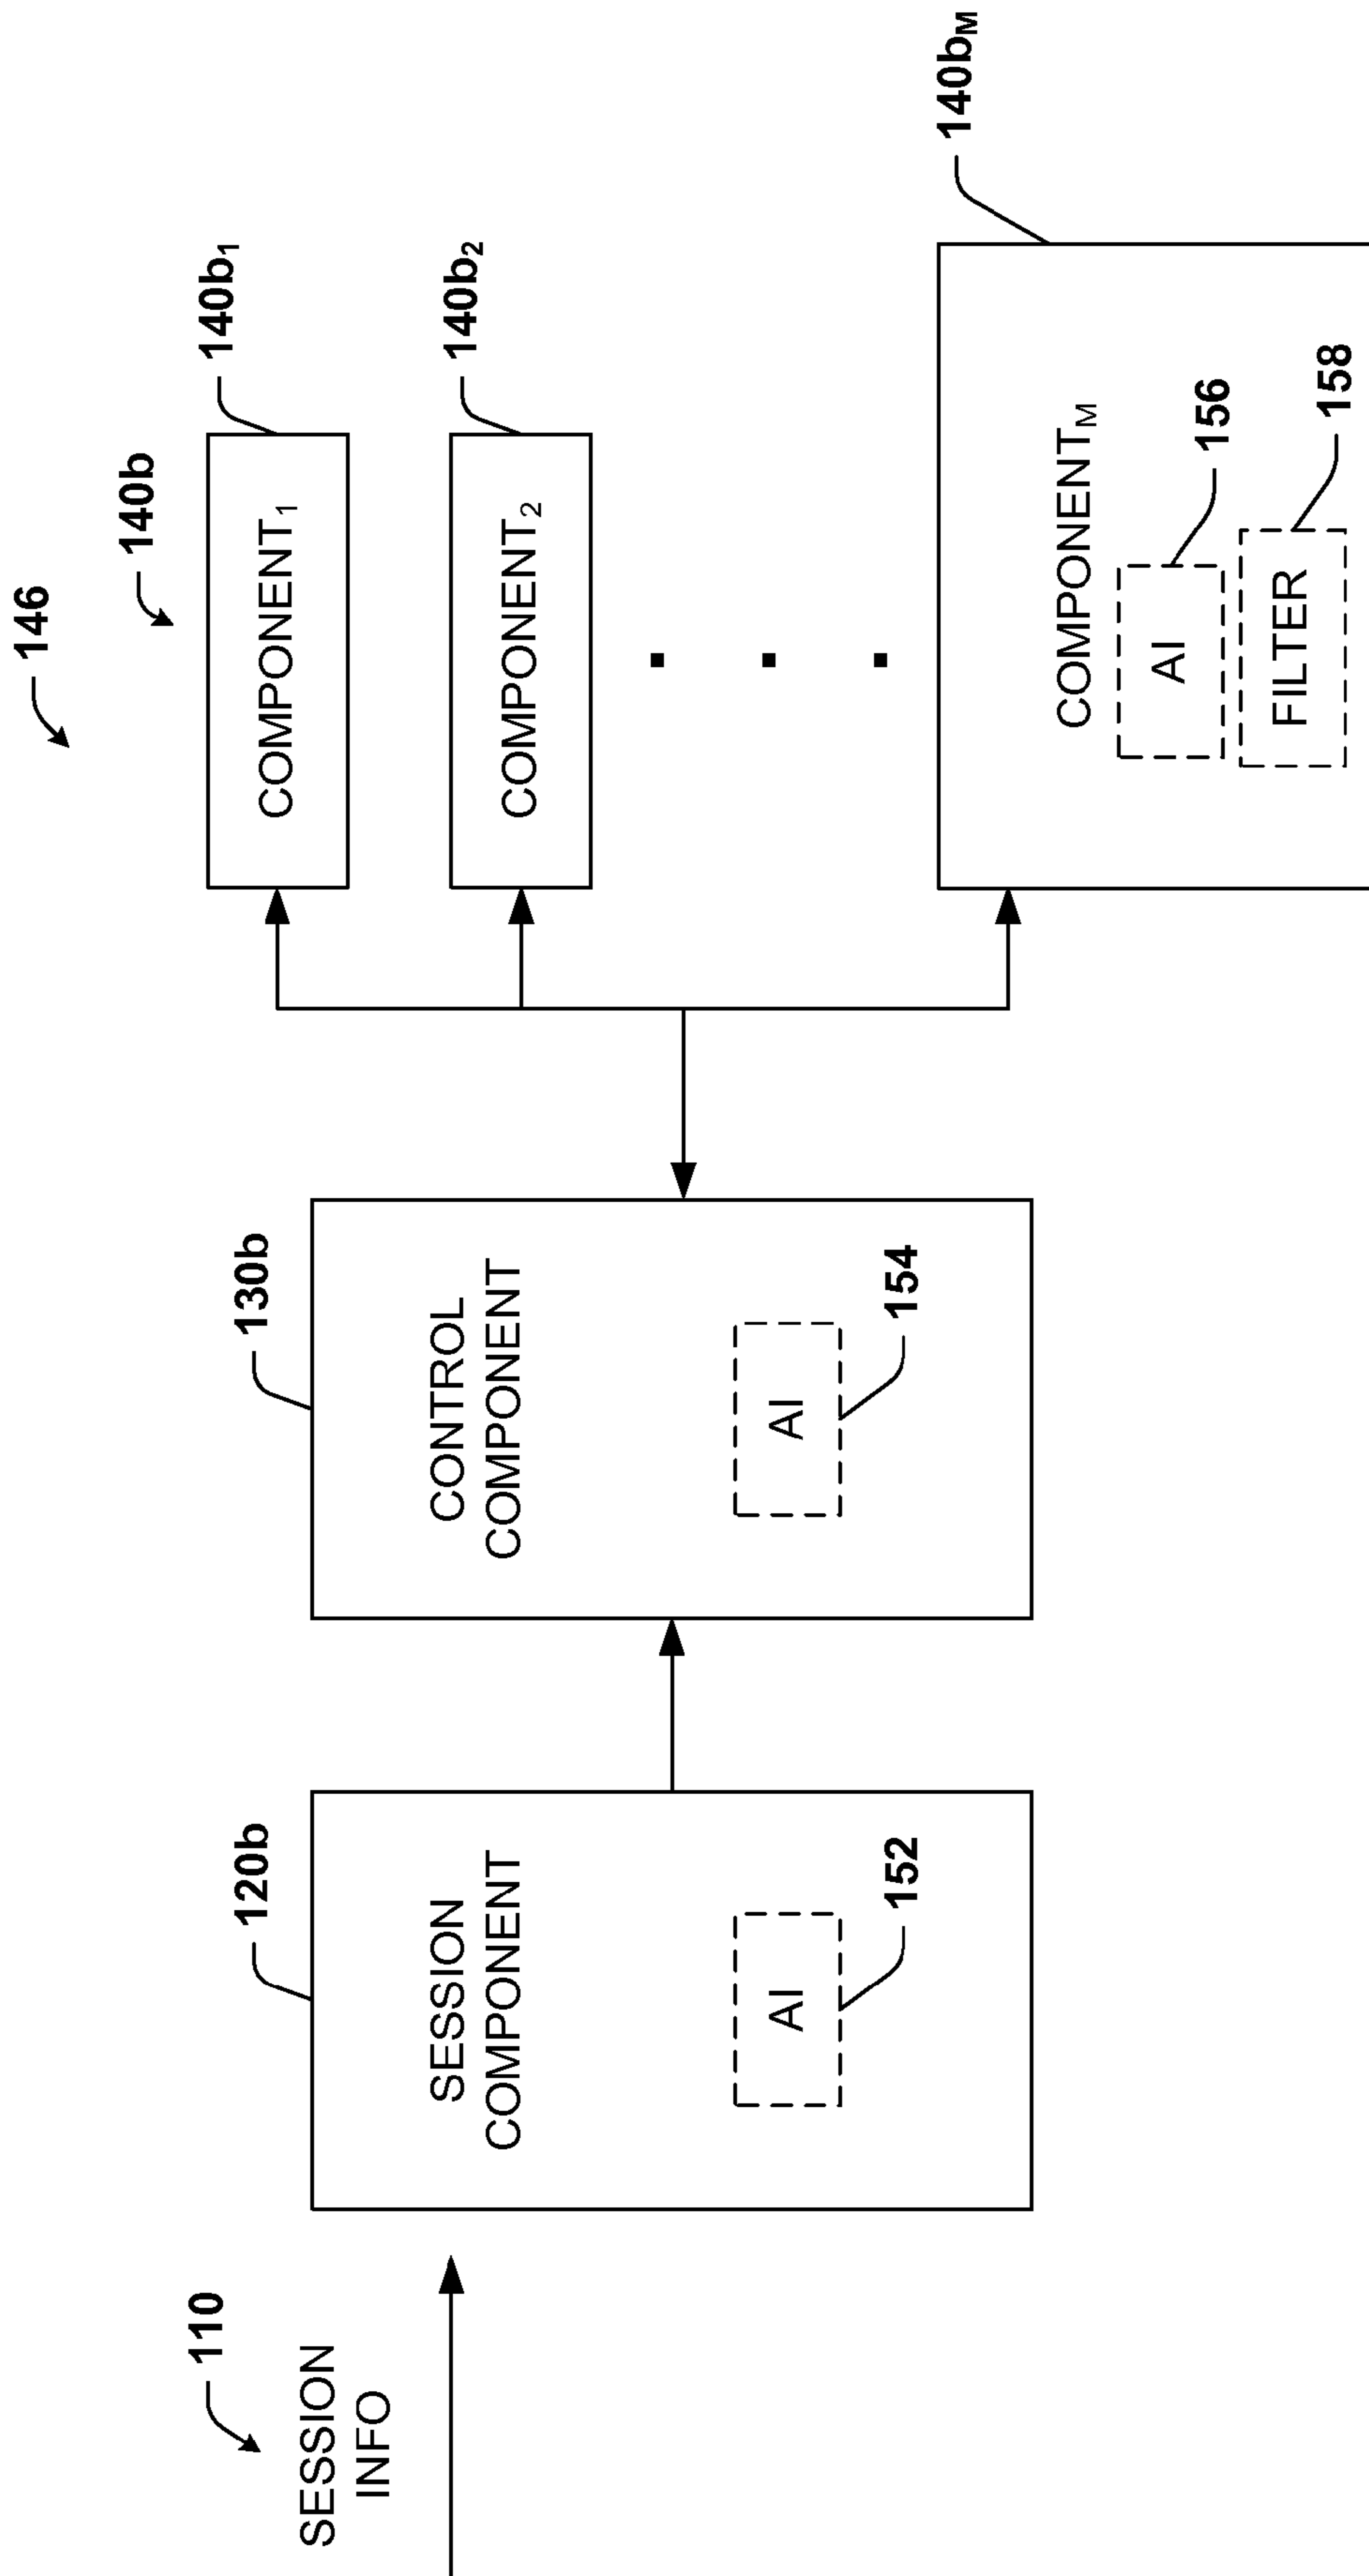 146
140b
140b₁
COMPONENT₁
140b₂
COMPONENT₂
140bM
COMPONENTM
AI
156
FILTER
158
130b
CONTROL
COMPONENT
AI
154
120b
SESSION
COMPONENT
AI
152
110
SESSION
INFO